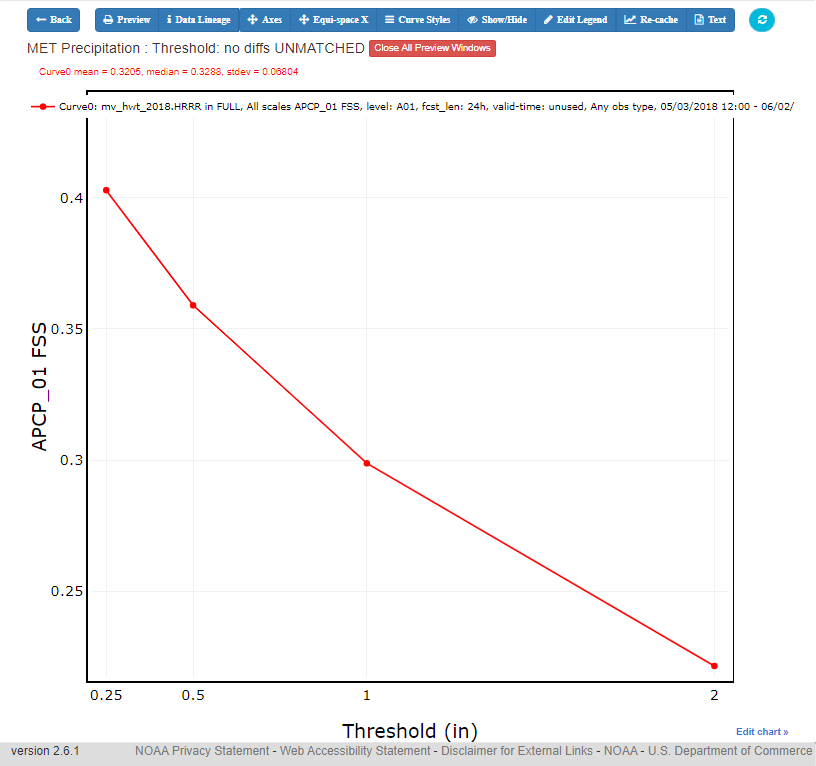 Back Preview Data Lineage Axes Equi-space X Curve Styles Show/Hide Edit Legend Re-cache Text
MET Precipitation : Threshold: no diffs UNMATCHED Close All Preview Windows
Curve0 mean = 0.3205, median = 0.3288, stdev = 0.06804
Curve0: mv_hwt_2018.HRRR in FULL, All scales APCP_01 FSS, level: A01, fcst_len: 24h, valid-time: unused, Any obs type, 05/03/2018 12:00 - 06/02/
0.4
0.35
0.3
0.25
APCP_01 FSS
0.25 0.5 1 2
Threshold (in)
Edit chart »
version 2.6.1 NOAA Privacy Statement - Web Accessibility Statement - Disclaimer for External Links - NOAA - U.S. Department of Commerce